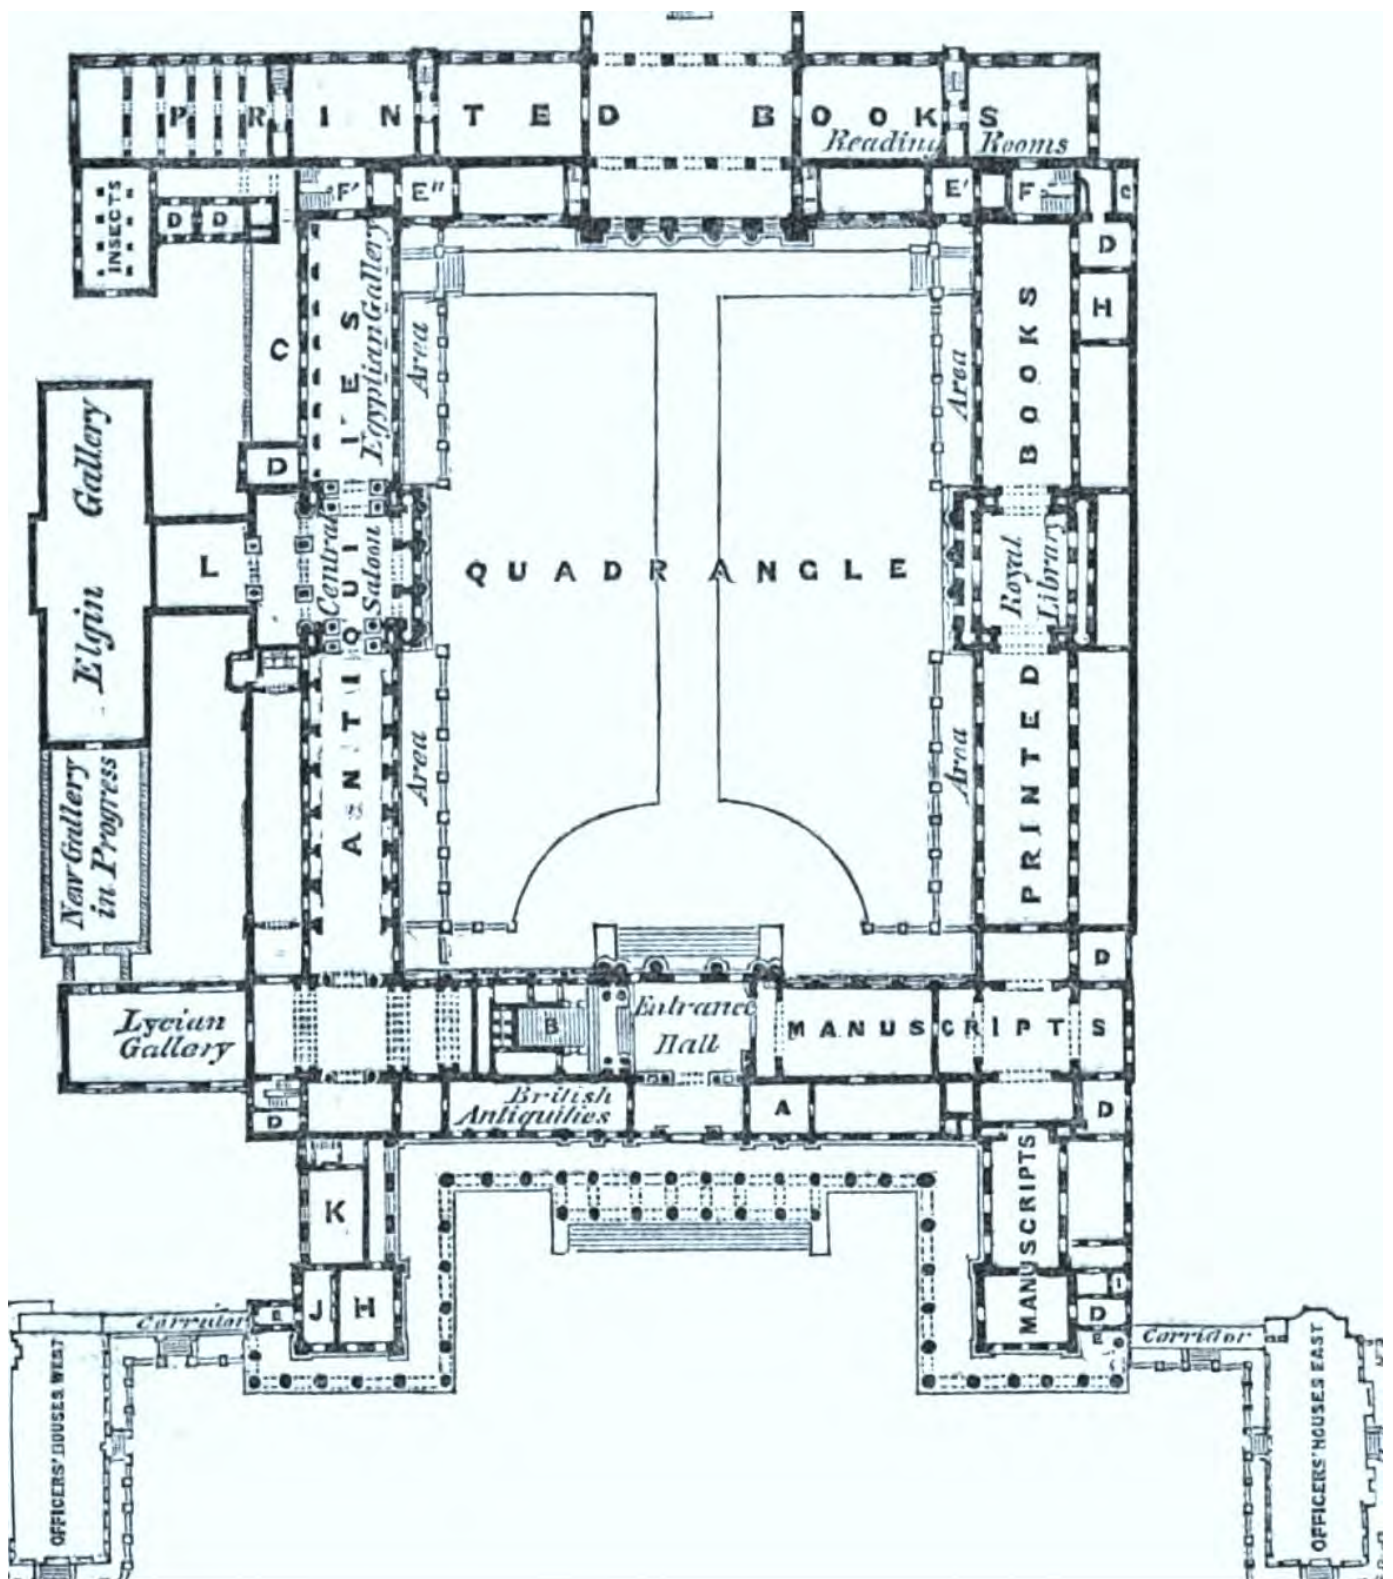 PRINTED BOOKS
Reading Rooms
INSECTS
D D
F'
E"
E'
F
C
D
H
C
D
ANTIQUITIES
Egyptian Gallery
Central
Saloon
Area
Area
Area
Area
QUADRANGLE
PRINTED BOOKS
Royal
Library
Elgin Gallery
L
New Gallery
in Progress
Lycian
Gallery
B
Entrance
Hall
MANUSCRIPTS
D
British
Antiquities
A
D
D
K
J
H
E
MANUSCRIPTS
I
D
E
Corridor
Corridor
OFFICERS' HOUSES WEST
OFFICERS' HOUSES EAST